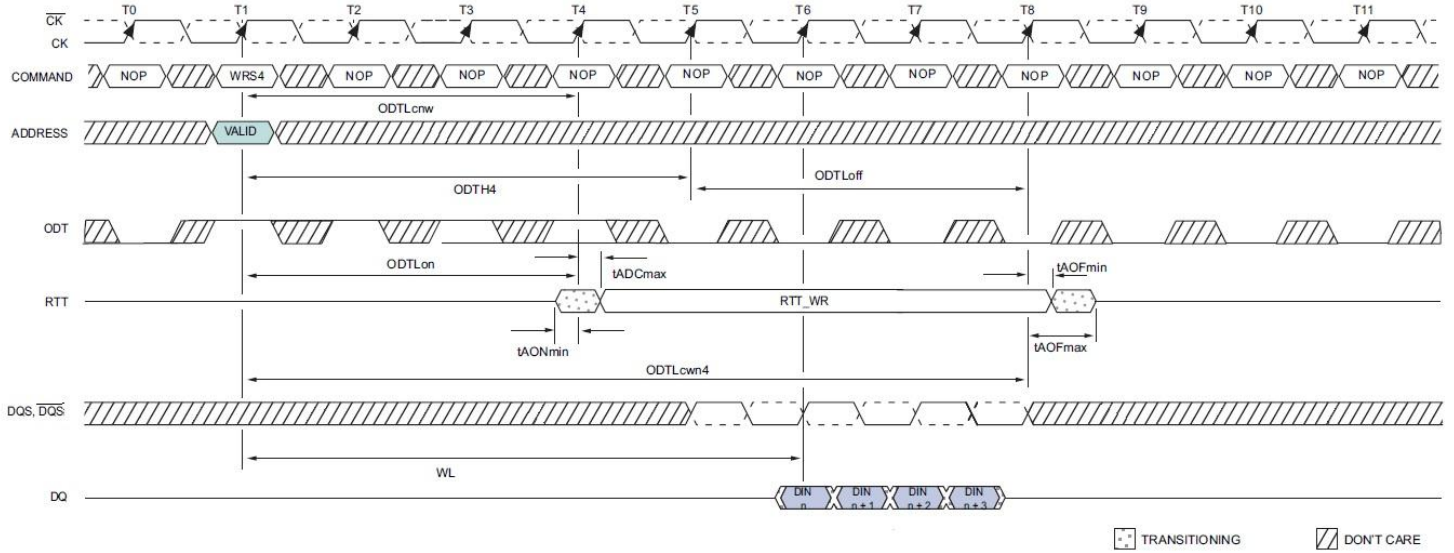 T0 T1 T2 T3 T4 T5 T6 T7 T8 T9 T10 T11
CK
CK
COMMAND NOP WRS4 NOP NOP NOP NOP NOP NOP NOP NOP NOP NOP
ODTLcnw
ADDRESS VALID
ODTH4 ODTLoff
ODT
ODTLon tADCmax tAOFmin
RTT RTT_WR
tAONmin tAOFmax
ODTLcwn4
DQS, DQS
WL
DQ DIN n DIN n + 1 DIN n + 2 DIN n + 3
TRANSITIONING DON'T CARE